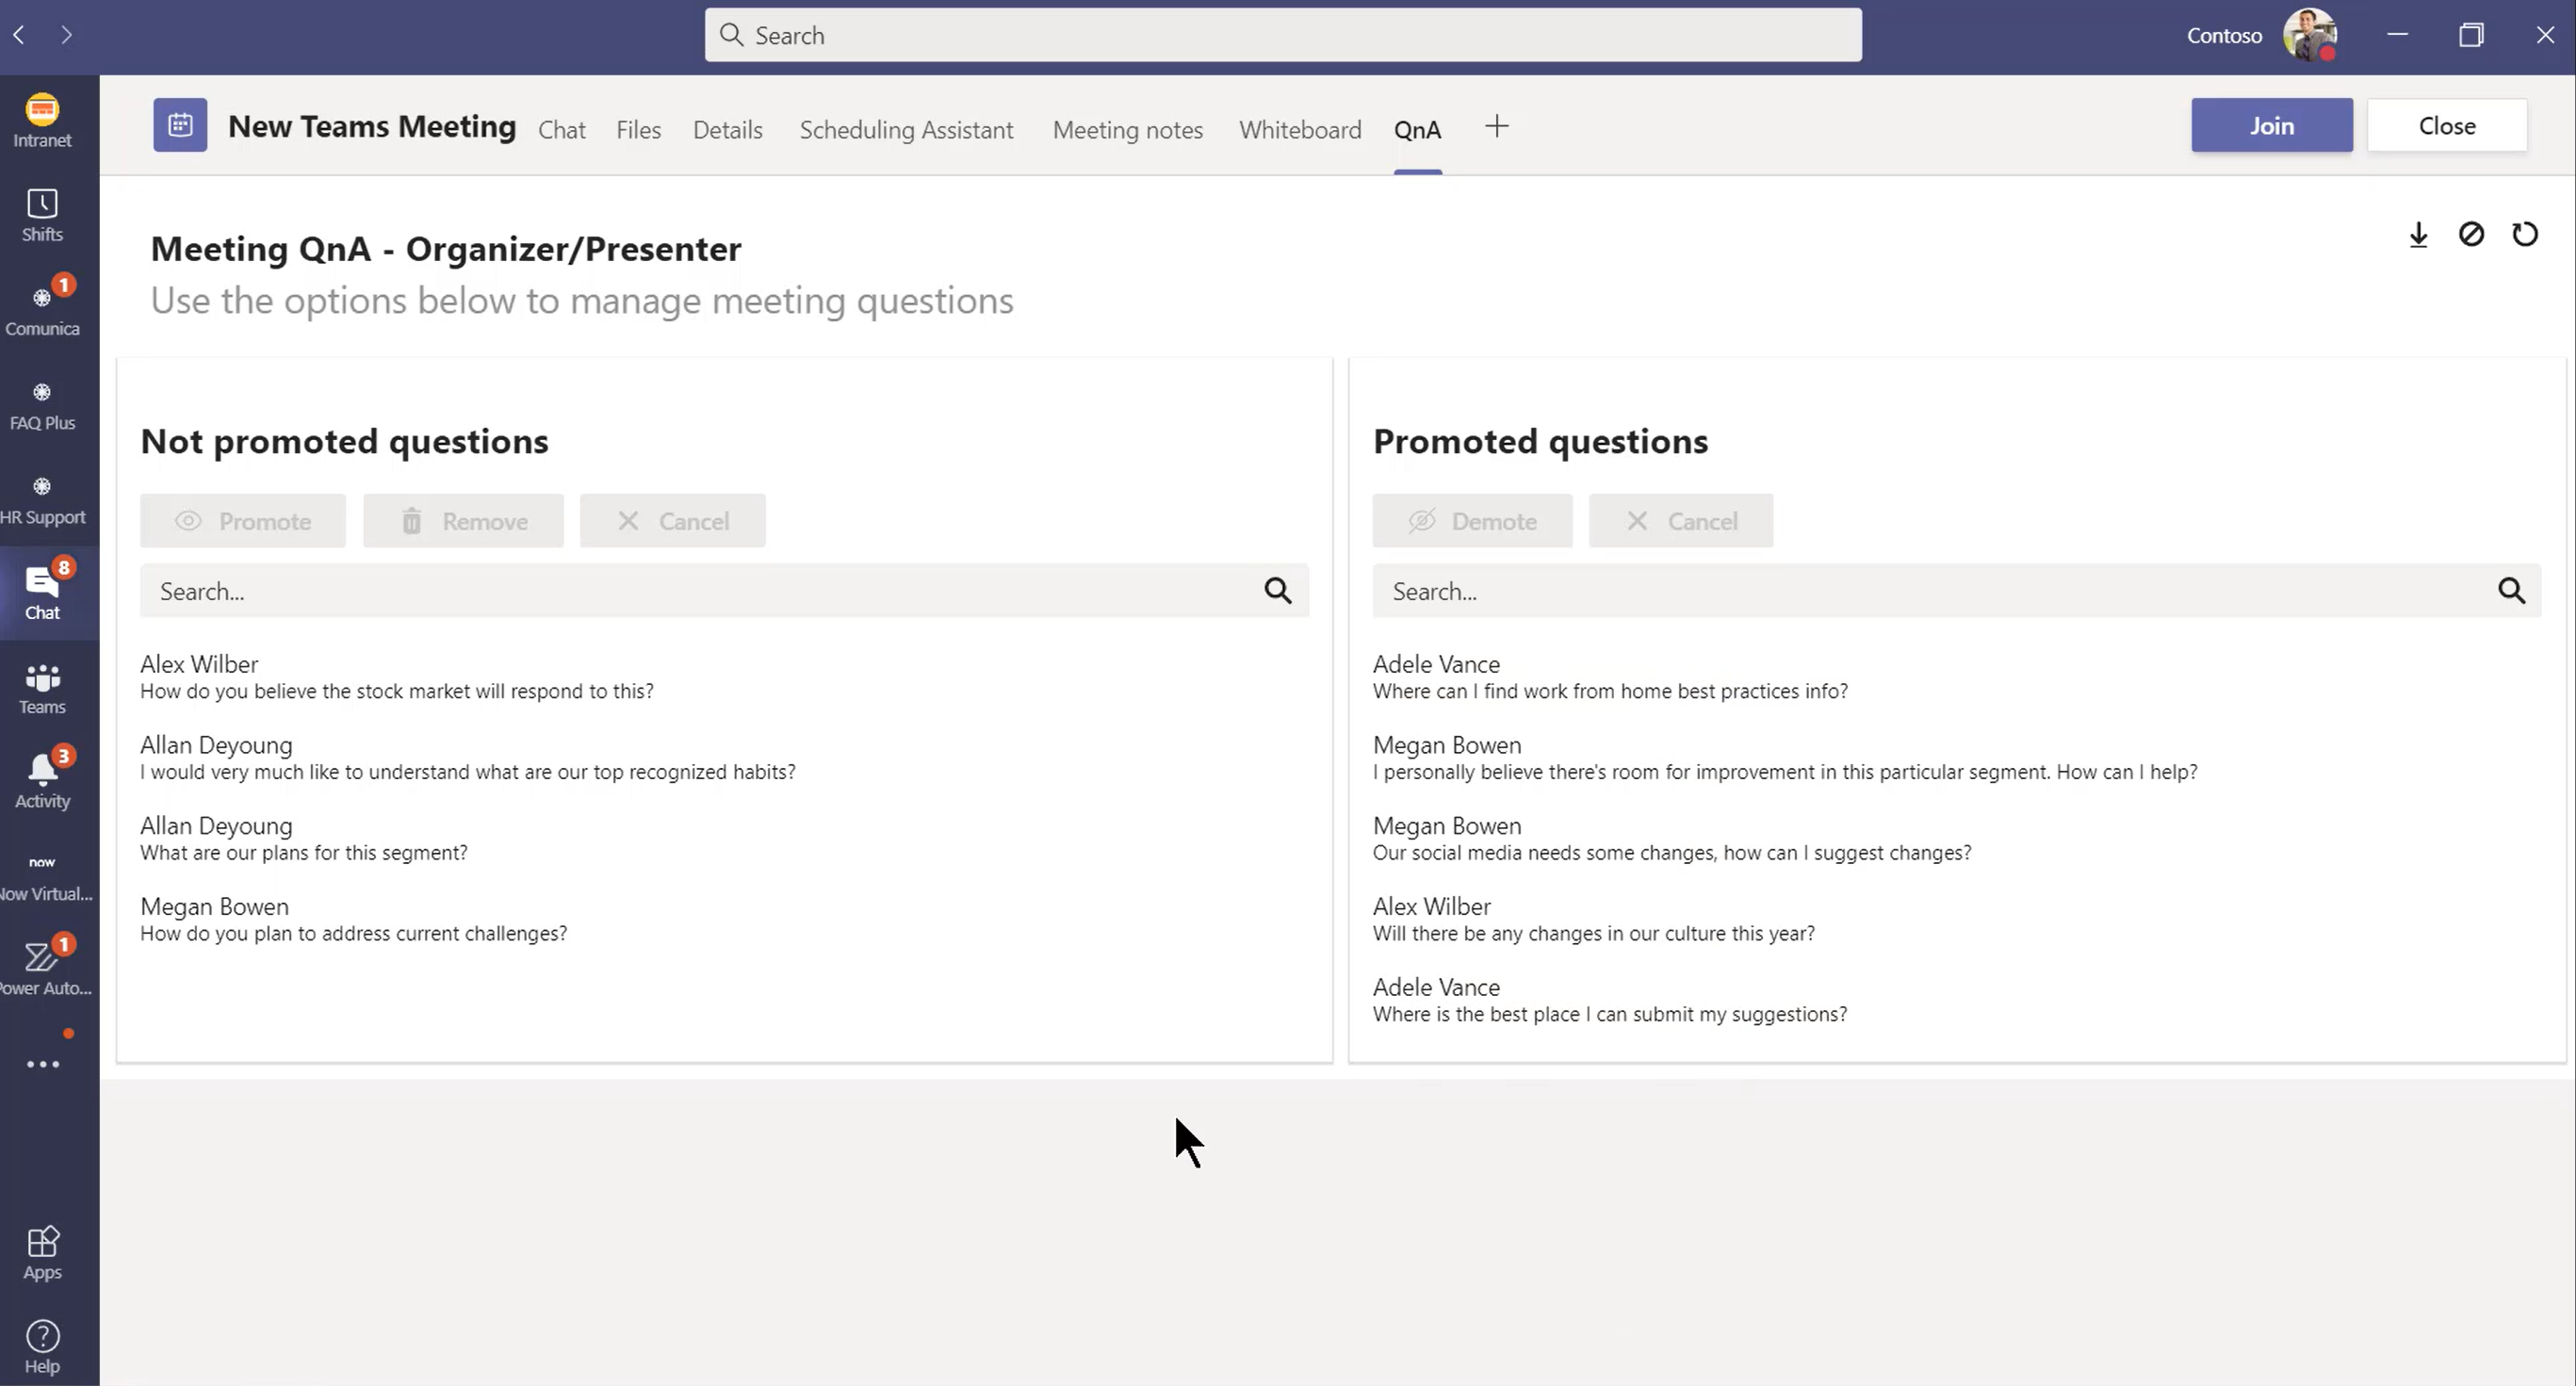 Search
Contoso
Intranet
Shifts
1
Comunica
FAQ Plus
HR Support
8
Chat
Teams
3
Activity
now
Now Virtual...
1
Power Auto...
Apps
Help
New Teams Meeting
Chat
Files
Details
Scheduling Assistant
Meeting notes
Whiteboard
QnA
Join
Close
Meeting QnA - Organizer/Presenter
Use the options below to manage meeting questions
Not promoted questions
Promote
Remove
Cancel
Search...
Alex Wilber
How do you believe the stock market will respond to this?
Allan Deyoung
I would very much like to understand what are our top recognized habits?
Allan Deyoung
What are our plans for this segment?
Megan Bowen
How do you plan to address current challenges?
Promoted questions
Demote
Cancel
Search...
Adele Vance
Where can I find work from home best practices info?
Megan Bowen
I personally believe there's room for improvement in this particular segment. How can I help?
Megan Bowen
Our social media needs some changes, how can I suggest changes?
Alex Wilber
Will there be any changes in our culture this year?
Adele Vance
Where is the best place I can submit my suggestions?